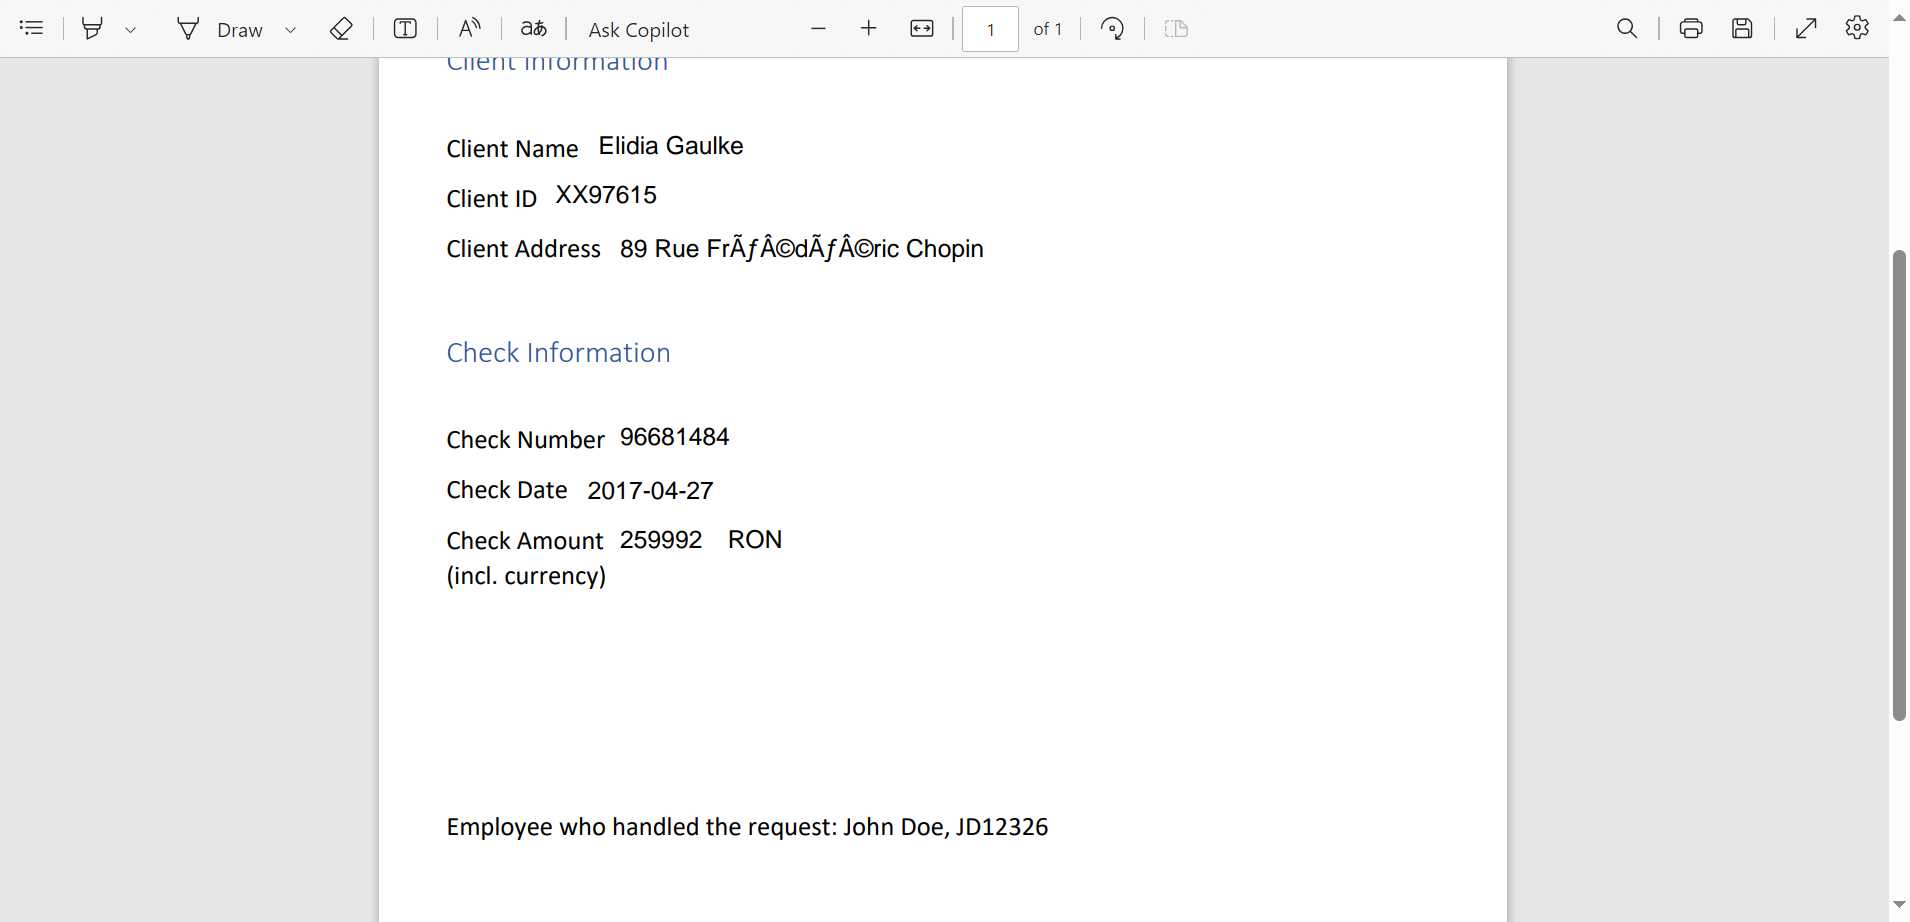 Draw
aあ
Ask Copilot
1
of 1
Client Information
Client Name Elidia Gaulke
Client ID XX97615
Client Address 89 Rue FrÃƒÂ©dÃƒÂ©ric Chopin
Check Information
Check Number 96681484
Check Date 2017-04-27
Check Amount 259992 RON
(incl. currency)
Employee who handled the request: John Doe, JD12326